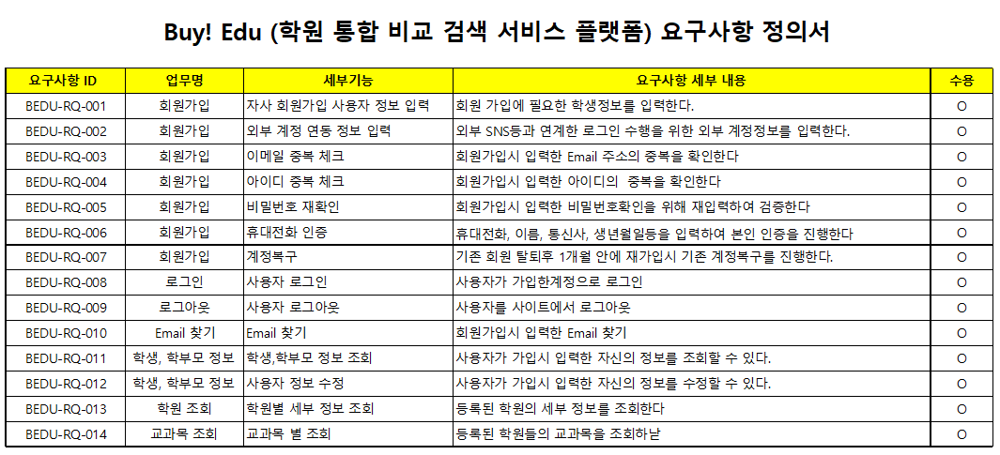 Buy! Edu (학원 통합 비교 검색 서비스 플랫폼) 요구사항 정의서
요구사항 ID 업무명 세부기능 요구사항 세부 내용 수용
BEDU-RQ-001 회원가입 자사 회원가입 사용자 정보 입력 회원 가입에 필요한 학생정보를 입력한다. O
BEDU-RQ-002 회원가입 외부 계정 연동 정보 입력 외부 SNS등과 연계한 로그인 수행을 위한 외부 계정정보를 입력한다. O
BEDU-RQ-003 회원가입 이메일 중복 체크 회원가입시 입력한 Email 주소의 중복을 확인한다 O
BEDU-RQ-004 회원가입 아이디 중복 체크 회원가입시 입력한 아이디의  중복을 확인한다 O
BEDU-RQ-005 회원가입 비밀번호 재확인 회원가입시 입력한 비밀번호확인을 위해 재입력하여 검증한다 O
BEDU-RQ-006 회원가입 휴대전화 인증 휴대전화, 이름, 통신사, 생년월일등을 입력하여 본인 인증을 진행한다 O
BEDU-RQ-007 회원가입 계정복구 기존 회원 탈퇴후 1개월 안에 재가입시 기존 계정복구를 진행한다. O
BEDU-RQ-008 로그인 사용자 로그인 사용자가 가입한계정으로 로그인 O
BEDU-RQ-009 로그아웃 사용자 로그아웃 사용자를 사이트에서 로그아웃 O
BEDU-RQ-010 Email 찾기 Email 찾기 회원가입시 입력한 Email 찾기 O
BEDU-RQ-011 학생, 학부모 정보 학생,학부모 정보 조회 사용자가 가입시 입력한 자신의 정보를 조회할 수 있다. O
BEDU-RQ-012 학생, 학부모 정보 사용자 정보 수정 사용자가 가입시 입력한 자신의 정보를 수정할 수 있다. O
BEDU-RQ-013 학원 조회 학원별 세부 정보 조회 등록된 학원의 세부 정보를 조회한다 O
BEDU-RQ-014 교과목 조회 교과목 별 조회 등록된 학원들의 교과목을 조회하낟 O